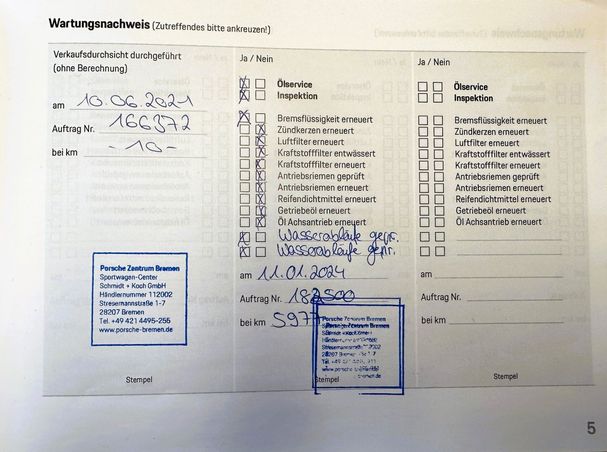 Wartungsnachweis (Zutreffendes bitte ankreuzen!)
Verkaufsdurchsicht durchgeführt
(ohne Berechnung)
am 10.06.2021
Auftrag Nr. 166372
bei km - 10 -
Porsche Zentrum Bremen
Sportwagen-Center
Schmidt + Koch GmbH
Händlernummer 112002
Stresemannstraße 1-7
28207 Bremen
Tel. +49 421 4495-255
www.porsche-bremen.de
Stempel
Ja / Nein
Ölservice
Inspektion
Bremsflüssigkeit erneuert
Zündkerzen erneuert
Luftfilter erneuert
Kraftstofffilter entwässert
Kraftstofffilter erneuert
Antriebsriemen geprüft
Antriebsriemen erneuert
Reifendichtmittel erneuert
Getriebeöl erneuert
Öl Achsantrieb erneuert
Wasserabläufe gepr.
Wasserabläufe gepr.
am 11.01.2024
Auftrag Nr. 182500
bei km 5977
Porsche Zentrum Bremen
28207 Bremen
Stempel
Ja / Nein
Ölservice
Inspektion
Bremsflüssigkeit erneuert
Zündkerzen erneuert
Luftfilter erneuert
Kraftstofffilter entwässert
Kraftstofffilter erneuert
Antriebsriemen geprüft
Antriebsriemen erneuert
Reifendichtmittel erneuert
Getriebeöl erneuert
Öl Achsantrieb erneuert
am
Auftrag Nr.
bei km
Stempel
5